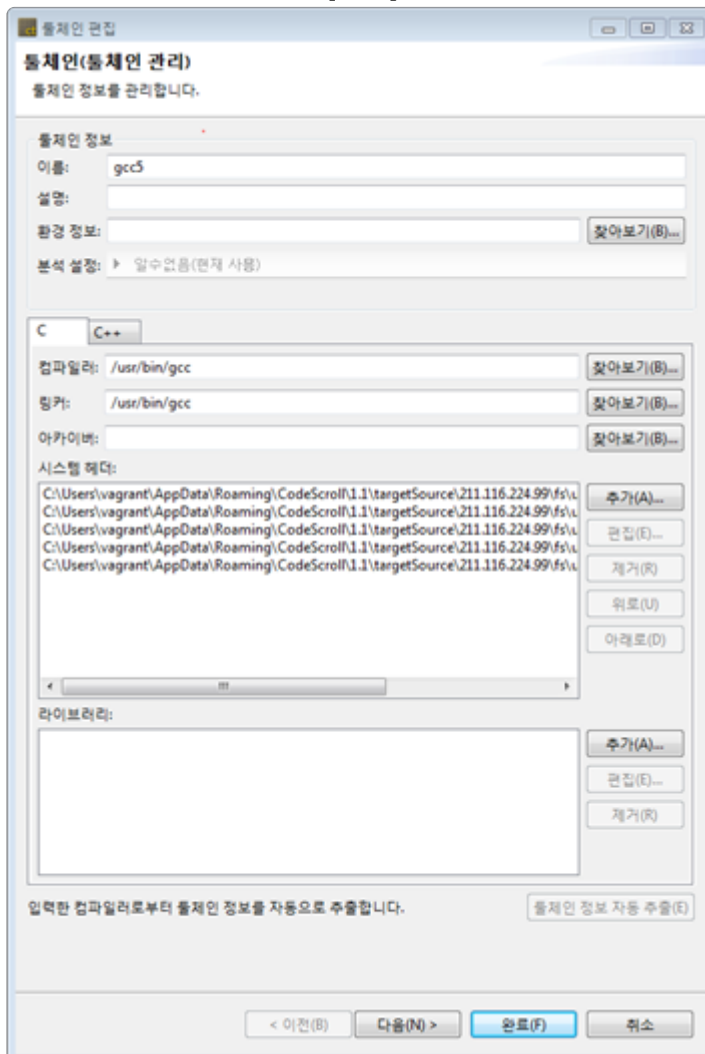 툴체인 편집
툴체인(툴체인 관리)
툴체인 정보를 관리합니다.
툴체인 정보
이름: gcc5
설명:
환경 정보: 찾아보기(B)...
분석 설정: 알수없음(현재 사용)
C C++
컴파일러: /usr/bin/gcc 찾아보기(B)...
링커: /usr/bin/gcc 찾아보기(B)...
아카이버: 찾아보기(B)...
시스템 헤더:
C:\Users\vagrant\AppData\Roaming\CodeScroll\1.1\targetSource\211.116.224.99\fs\u 추가(A)...
C:\Users\vagrant\AppData\Roaming\CodeScroll\1.1\targetSource\211.116.224.99\fs\u
C:\Users\vagrant\AppData\Roaming\CodeScroll\1.1\targetSource\211.116.224.99\fs\u 편집(E)...
C:\Users\vagrant\AppData\Roaming\CodeScroll\1.1\targetSource\211.116.224.99\fs\u
C:\Users\vagrant\AppData\Roaming\CodeScroll\1.1\targetSource\211.116.224.99\fs\u 제거(R)
위로(U)
아래로(D)
라이브러리:
추가(A)...
편집(E)...
제거(R)
입력한 컴파일러로부터 툴체인 정보를 자동으로 추출합니다. 툴체인 정보 자동 추출(E)
< 이전(B) 다음(N) > 완료(F) 취소